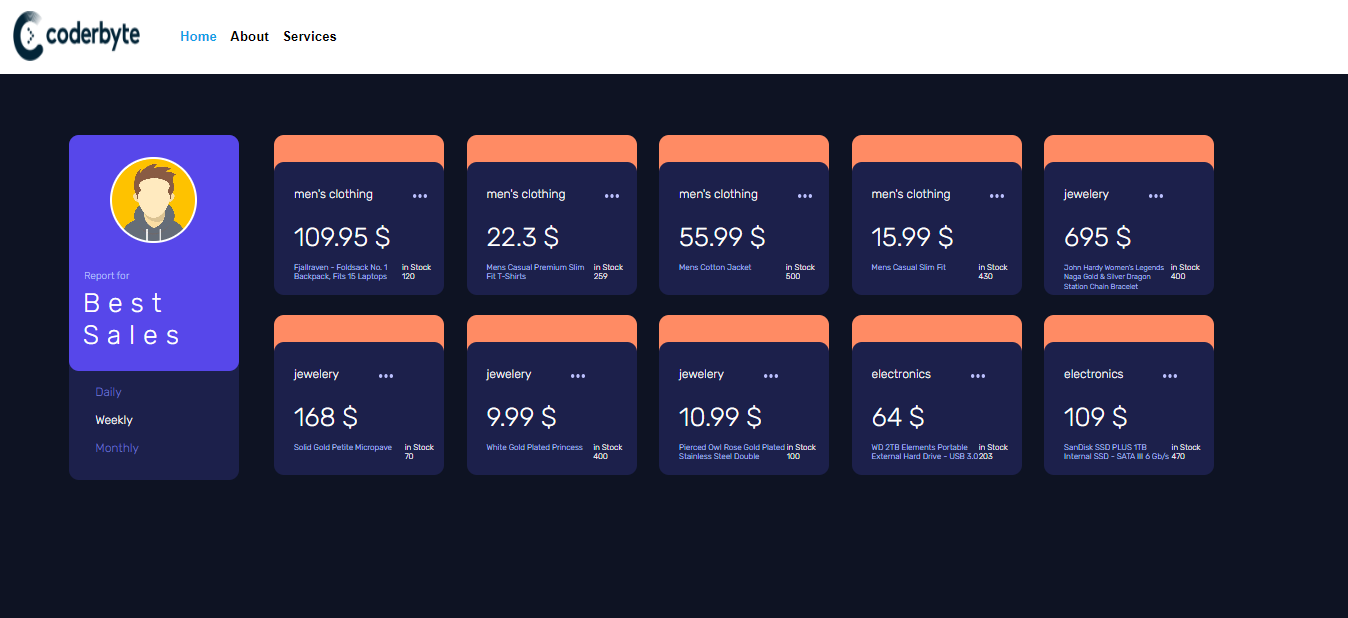 coderbyte
Home About Services
Report for
Best
Sales
Daily
Weekly
Monthly
men's clothing
109.95 $
Fjallraven - Foldsack No. 1
Backpack, Fits 15 Laptops
in Stock
120
men's clothing
22.3 $
Mens Casual Premium Slim
Fit T-Shirts
in Stock
259
men's clothing
55.99 $
Mens Cotton Jacket
in Stock
500
men's clothing
15.99 $
Mens Casual Slim Fit
in Stock
430
jewelery
695 $
John Hardy Women's Legends
Naga Gold & Silver Dragon
Station Chain Bracelet
in Stock
400
jewelery
168 $
Solid Gold Petite Micropave
in Stock
70
jewelery
9.99 $
White Gold Plated Princess
in Stock
400
jewelery
10.99 $
Pierced Owl Rose Gold Plated
Stainless Steel Double
in Stock
100
electronics
64 $
WD 2TB Elements Portable
External Hard Drive - USB 3.0
in Stock
203
electronics
109 $
SanDisk SSD PLUS 1TB
Internal SSD - SATA III 6 Gb/s
in Stock
470